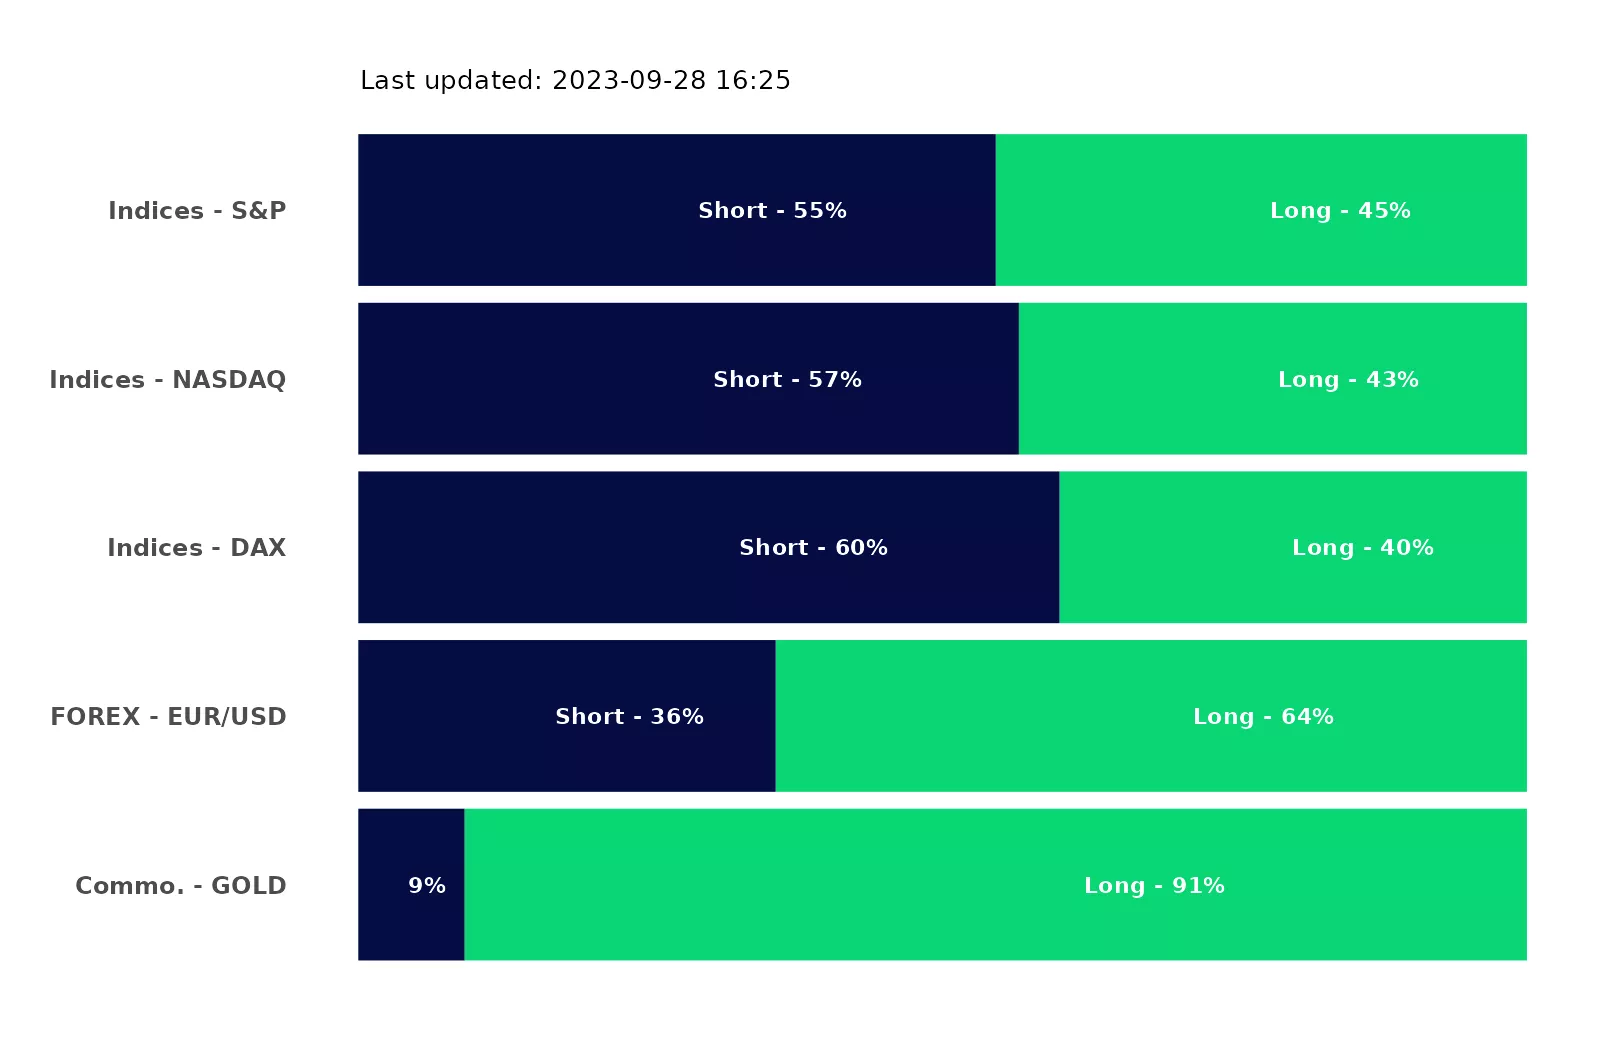 Last updated: 2023-09-28 16:25
Indices - S&P Short - 55% Long - 45%
Indices - NASDAQ Short - 57% Long - 43%
Indices - DAX Short - 60% Long - 40%
FOREX - EUR/USD Short - 36% Long - 64%
Commo. - GOLD 9% Long - 91%